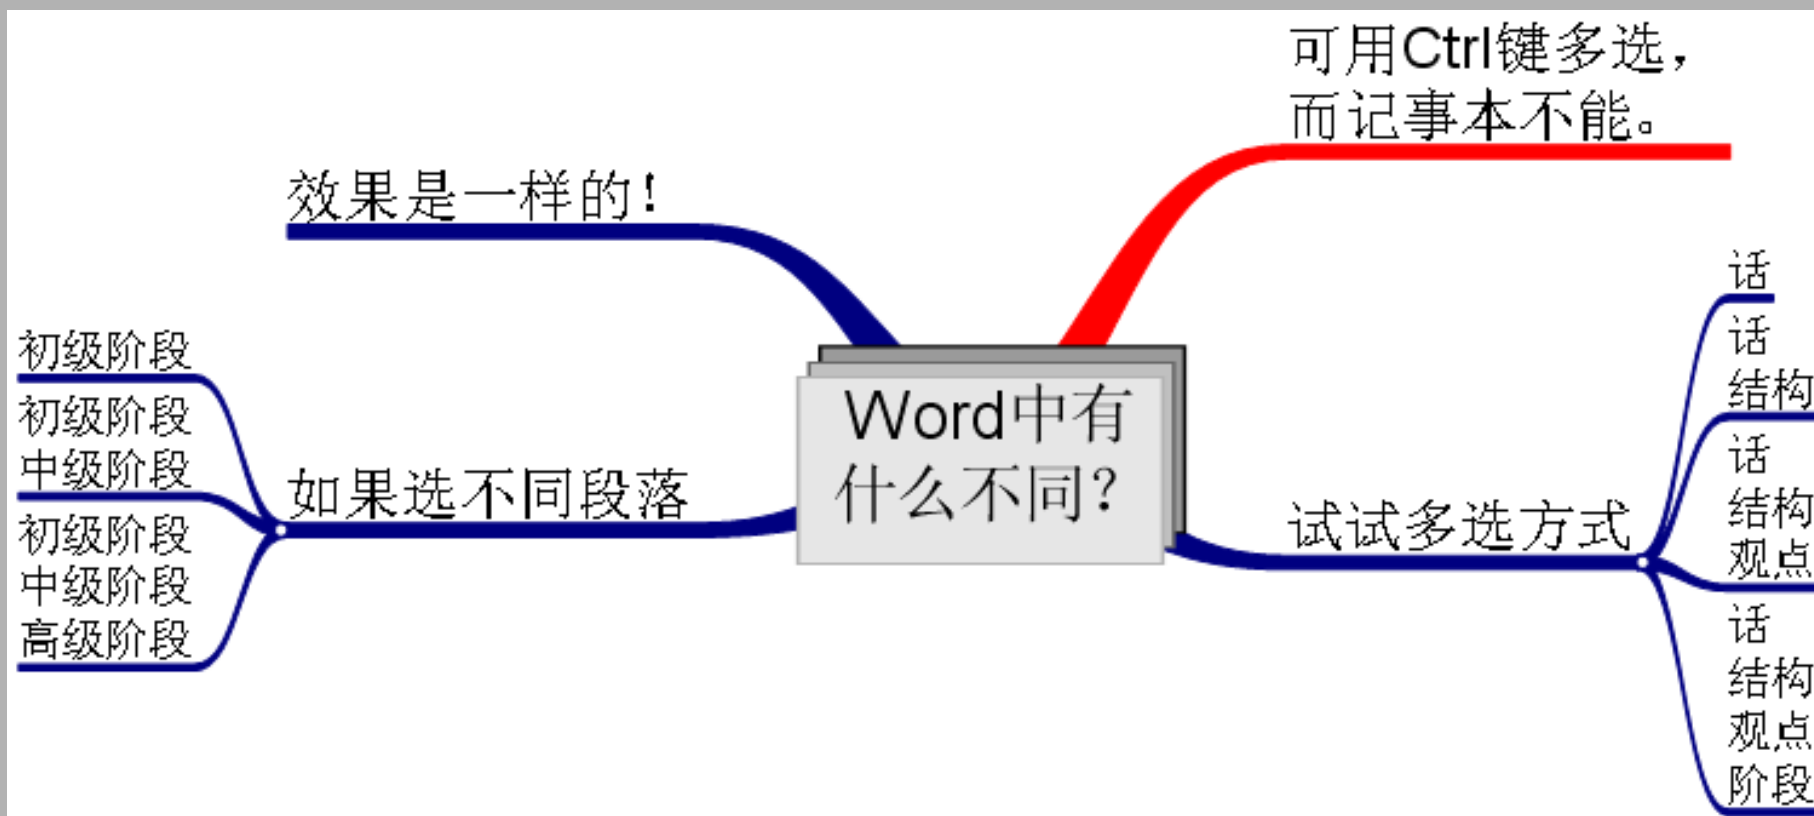 可用Ctrl键多选，
而记事本不能。
效果是一样的！
Word中有
什么不同？
如果选不同段落
初级阶段
初级阶段
中级阶段
初级阶段
中级阶段
高级阶段
试试多选方式
话
话
结构
话
结构
观点
话
结构
观点
阶段